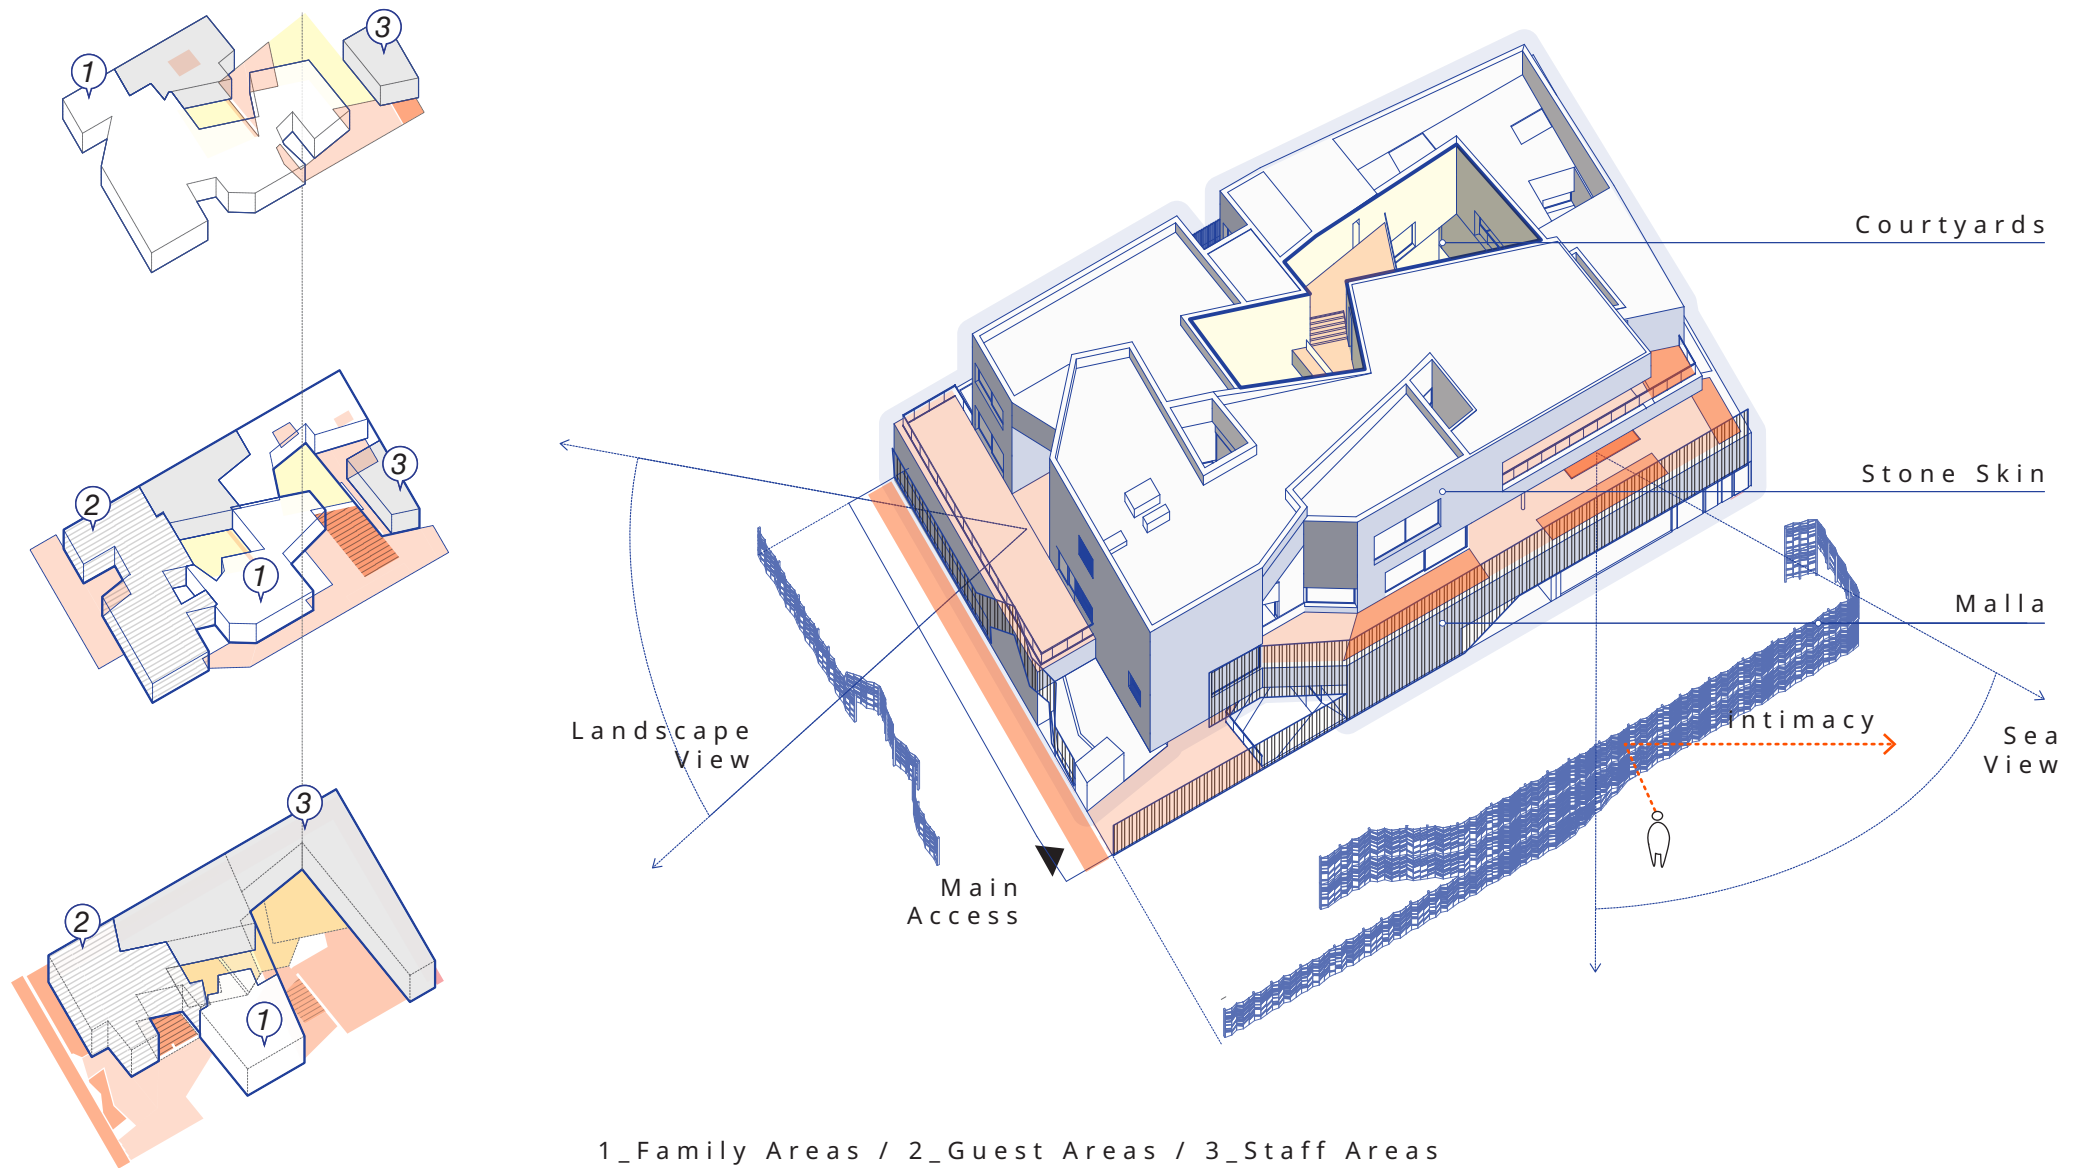 1
3
Courtyards
2
3
1
Stone Skin
Malla
intimacy
Landscape
View
Sea
View
3
2
1
Main
Access
1_Family Areas / 2_Guest Areas / 3_Staff Areas